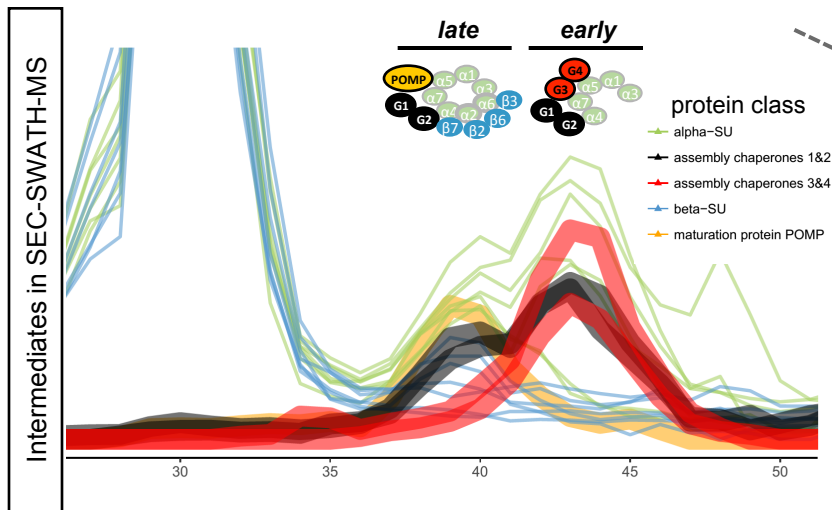 Intermediates in SEC-SWATH-MS
late early
POMP α5 α1 α3 G1 α7 α6 β3 G2 α4 α2 β6 β7 β2
G4 G3 α5 α1 α3 G1 α7 G2 α4
protein class
alpha−SU
assembly chaperones 1&2
assembly chaperones 3&4
beta−SU
maturation protein POMP
30 35 40 45 50